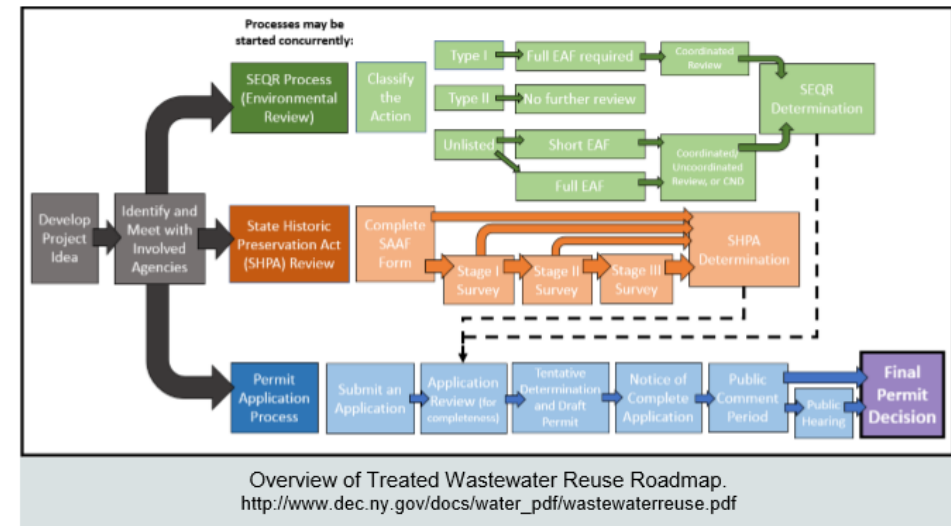 Processes may be
started concurrently:
SEQR Process
(Environmental
Review)
Classify
the
Action
Type I
Full EAF required
Coordinated
Review
Type II
No further review
Unlisted
Short EAF
Full EAF
Coordinated/
Uncoordinated
Review, or CND
SEQR
Determination
Develop
Project
Idea
Identify and
Meet with
Involved
Agencies
State Historic
Preservation Act
(SHPA) Review
Complete
SAAF
Form
Stage I
Survey
Stage II
Survey
Stage III
Survey
SHPA
Determination
Permit
Application
Process
Submit an
Application
Application
Review (for
completeness)
Tentative
Determination
and Draft
Permit
Notice of
Complete
Application
Public
Comment
Period
Public
Hearing
Final
Permit
Decision
Overview of Treated Wastewater Reuse Roadmap.
http://www.dec.ny.gov/docs/water_pdf/wastewaterreuse.pdf